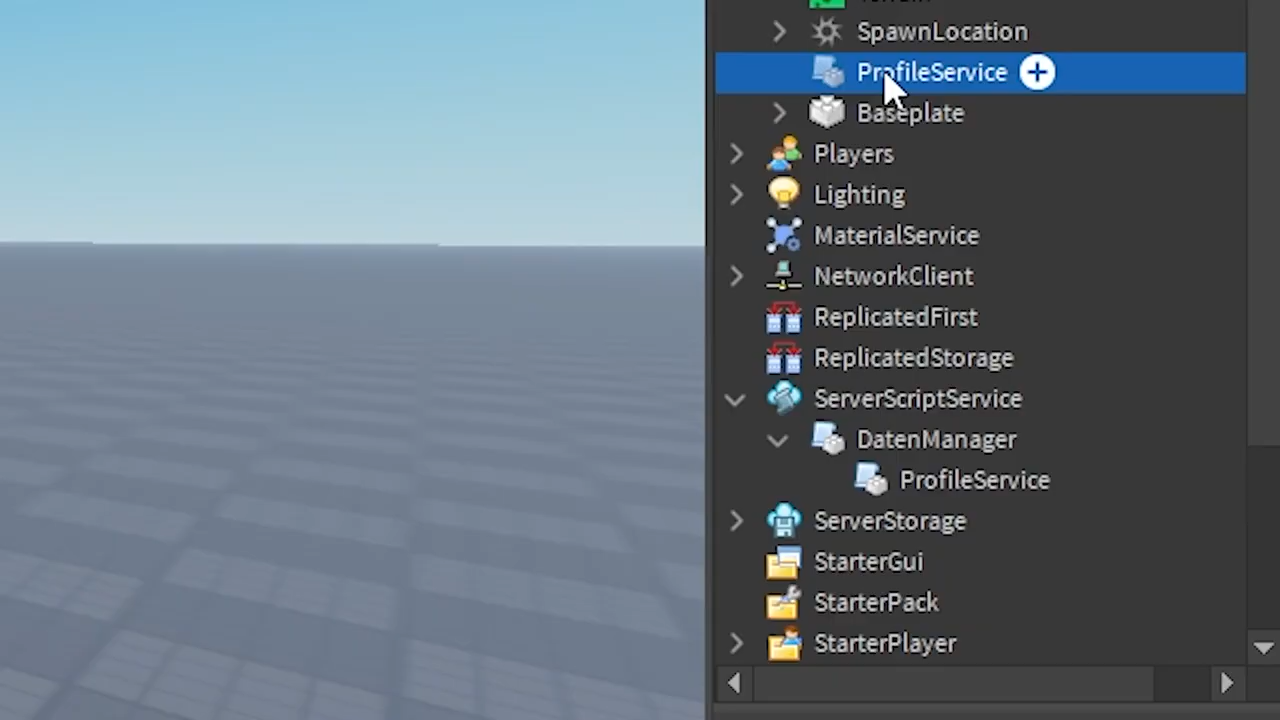 SpawnLocation
ProfileService
Baseplate
Players
Lighting
MaterialService
NetworkClient
ReplicatedFirst
ReplicatedStorage
ServerScriptService
DatenManager
ProfileService
ServerStorage
StarterGui
StarterPack
StarterPlayer